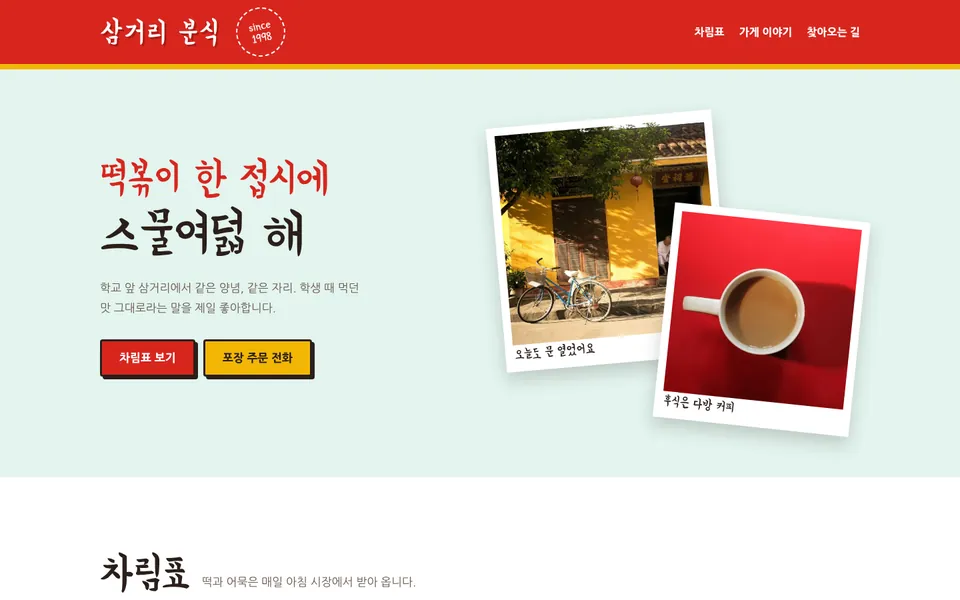 삼거리 분식
since
1998
차림표
가게 이야기
찾아오는 길
떡볶이 한 접시에
스물여덟 해
학교 앞 삼거리에서 같은 양념, 같은 자리. 학생 때 먹던
맛 그대로라는 말을 제일 좋아합니다.
차림표 보기
포장 주문 전화
오늘도 문 열었어요
후식은 다방 커피
차림표
떡과 어묵은 매일 아침 시장에서 받아 옵니다.